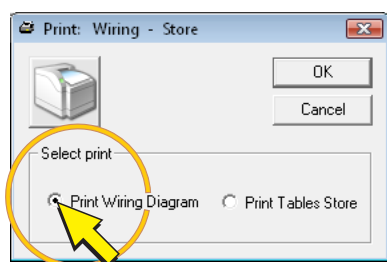 Print: Wiring - Store
OK
Cancel
Select print
Print Wiring Diagram
Print Tables Store